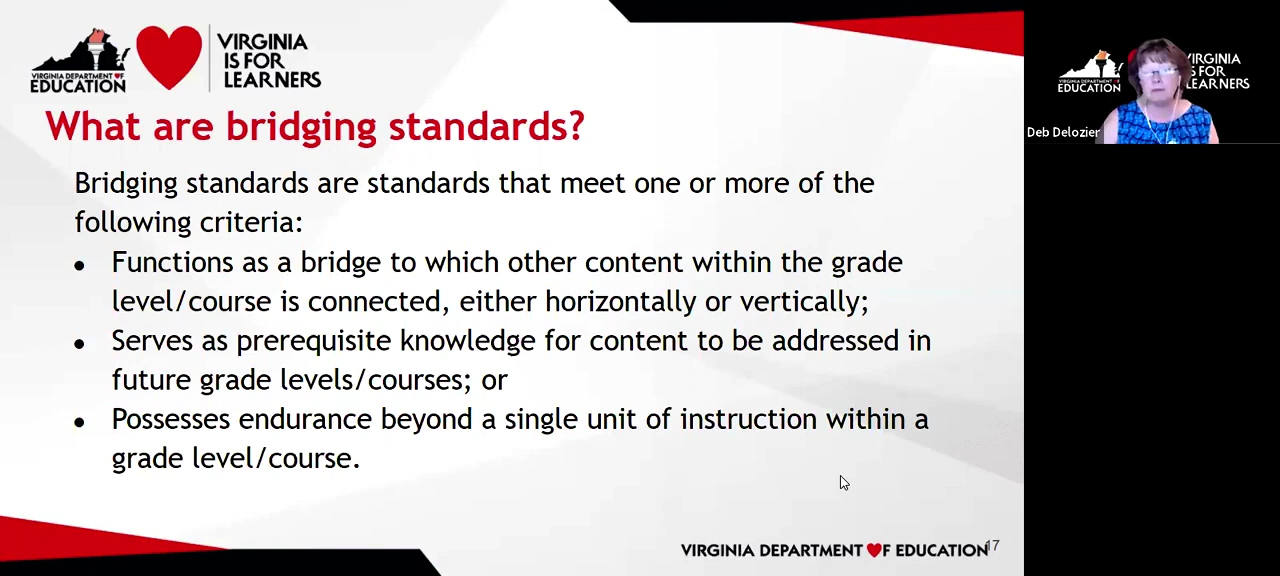 VIRGINIA DEPARTMENT OF
EDUCATION
VIRGINIA
IS FOR
LEARNERS
What are bridging standards?
Bridging standards are standards that meet one or more of the
following criteria:
• Functions as a bridge to which other content within the grade
level/course is connected, either horizontally or vertically;
• Serves as prerequisite knowledge for content to be addressed in
future grade levels/courses; or
• Possesses endurance beyond a single unit of instruction within a
grade level/course.
VIRGINIA DEPARTMENT OF EDUCATION
17
VIRGINIA DEPARTMENT OF
EDUCATION
VIRGINIA
IS FOR
LEARNERS
Deb Delozier